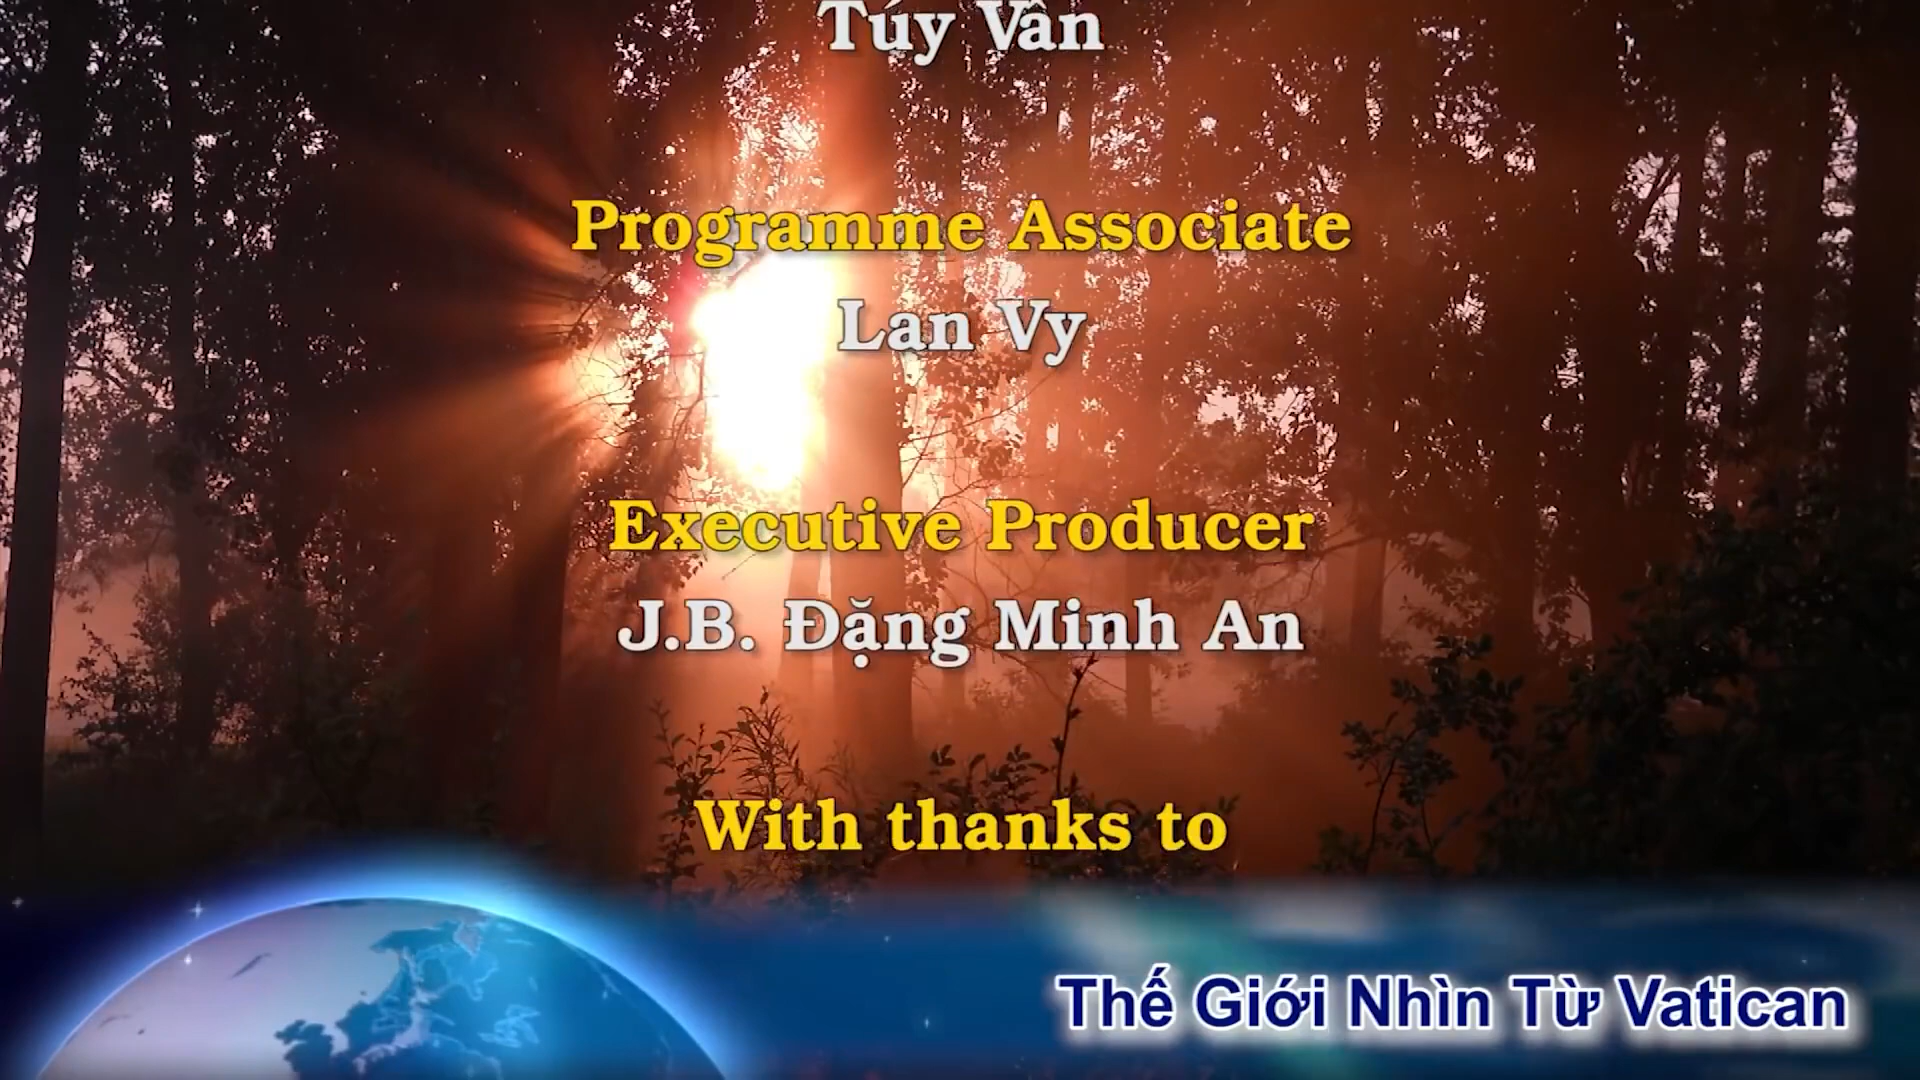 Túy Vân
Programme Associate
Lan Vy
Executive Producer
J.B. Đặng Minh An
With thanks to
Thế Giới Nhìn Từ Vatican